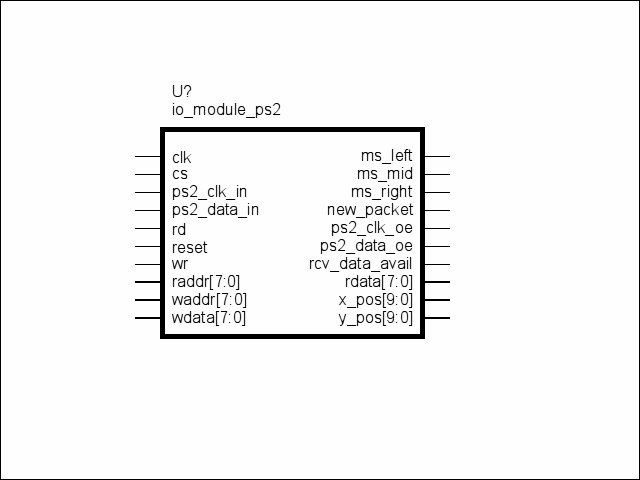 U?
io_module_ps2
clk ms_left
cs ms_mid
ps2_clk_in ms_right
ps2_data_in new_packet
rd ps2_clk_oe
reset ps2_data_oe
wr rcv_data_avail
raddr[7:0] rdata[7:0]
waddr[7:0] x_pos[9:0]
wdata[7:0] y_pos[9:0]